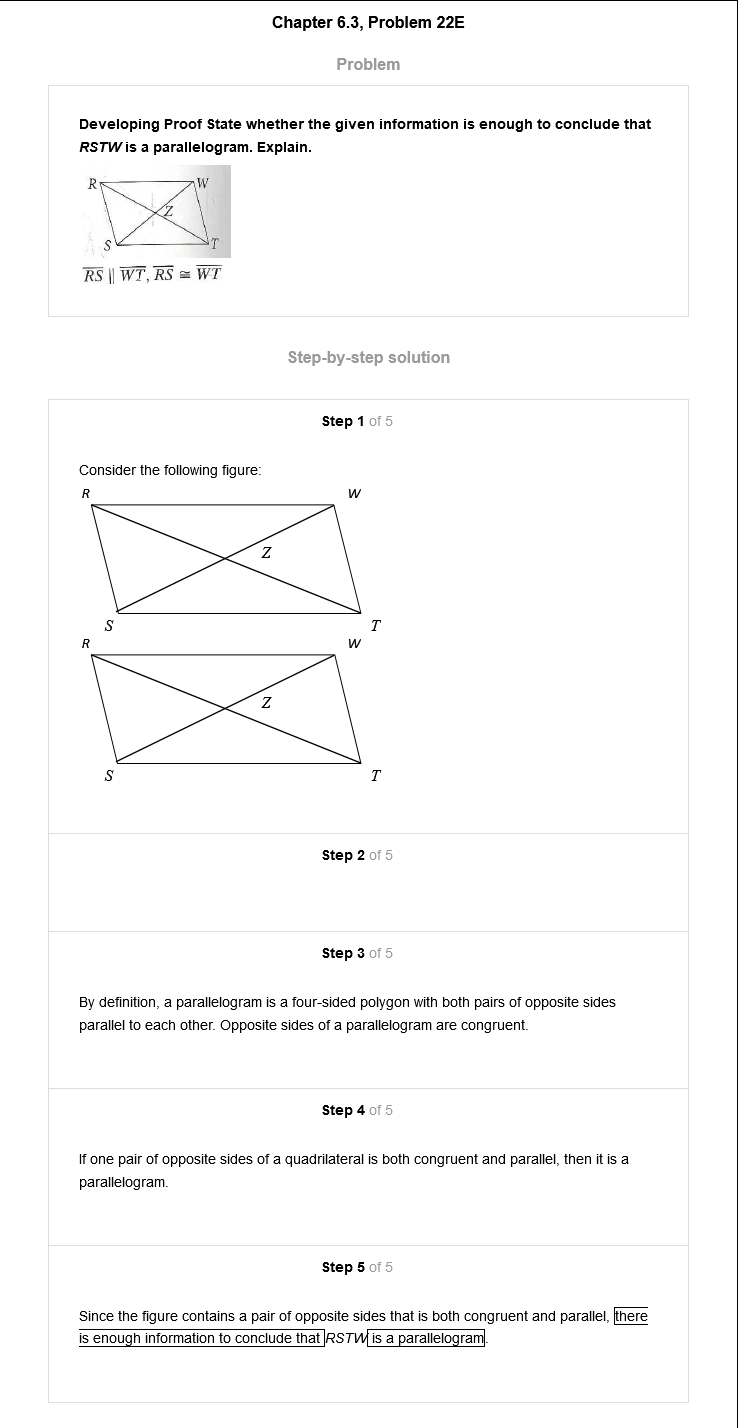 Chapter 6.3, Problem 22E
Problem
Developing Proof State whether the given information is enough to conclude that
RSTW is a parallelogram. Explain.
R W
Z
S T
RS || WT, RS ≅ WT
Step-by-step solution
Step 1 of 5
Consider the following figure:
R W
Z
S T
R W
Z
S T
Step 2 of 5
Step 3 of 5
By definition, a parallelogram is a four-sided polygon with both pairs of opposite sides
parallel to each other. Opposite sides of a parallelogram are congruent.
Step 4 of 5
If one pair of opposite sides of a quadrilateral is both congruent and parallel, then it is a
parallelogram.
Step 5 of 5
Since the figure contains a pair of opposite sides that is both congruent and parallel, there
is enough information to conclude that RSTW is a parallelogram.